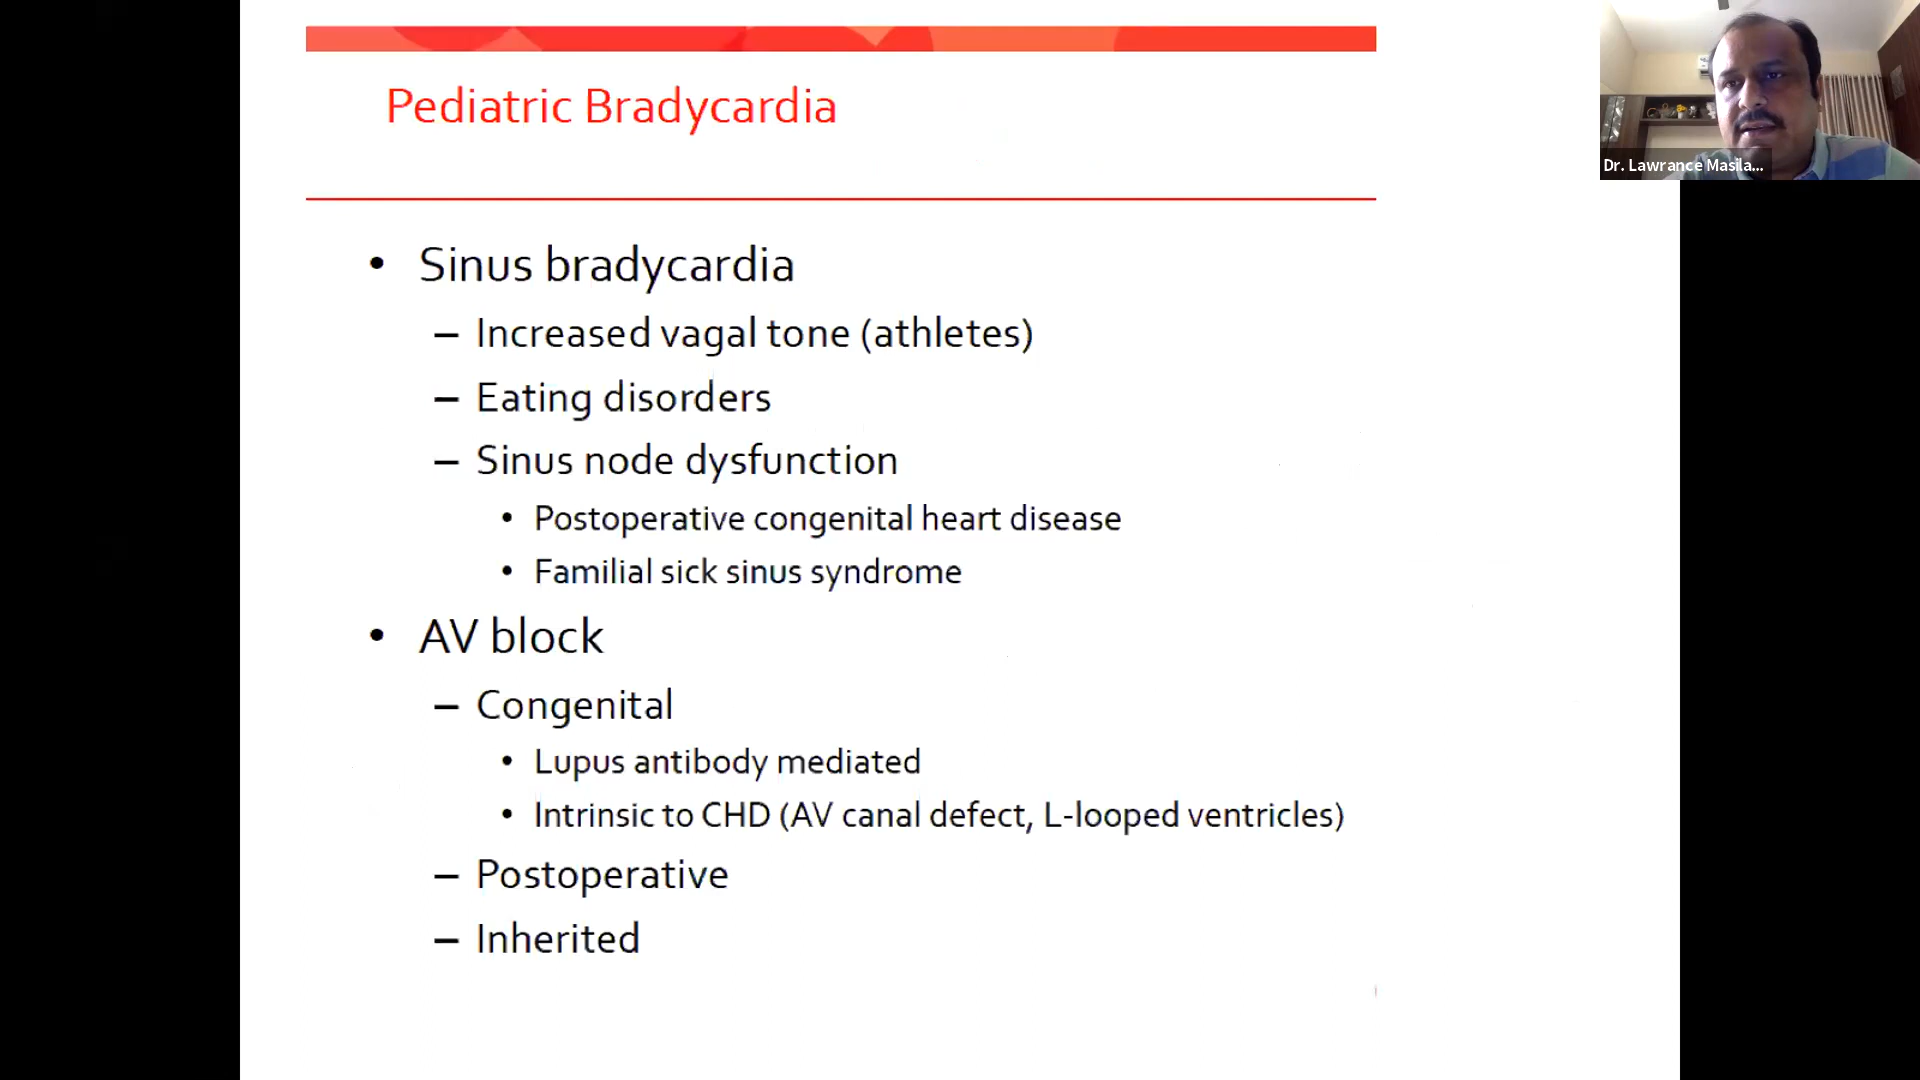 Pediatric Bradycardia
Dr. Lawrance Masila...
• Sinus bradycardia
– Increased vagal tone (athletes)
– Eating disorders
– Sinus node dysfunction
• Postoperative congenital heart disease
• Familial sick sinus syndrome
• AV block
– Congenital
• Lupus antibody mediated
• Intrinsic to CHD (AV canal defect, L-looped ventricles)
– Postoperative
– Inherited